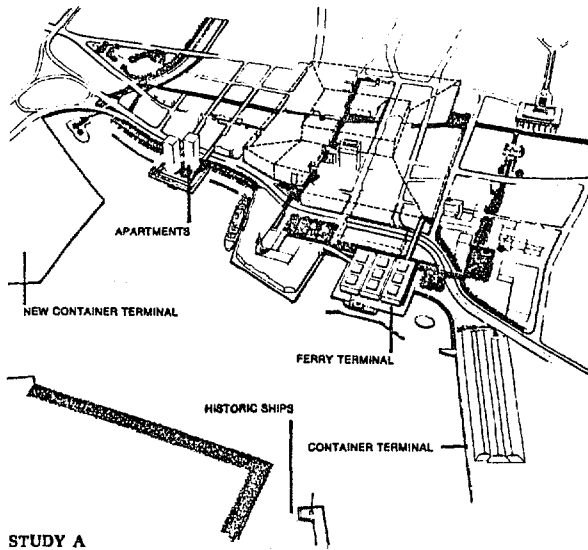 APARTMENTS
NEW CONTAINER TERMINAL
FERRY TERMINAL
HISTORIC SHIPS
CONTAINER TERMINAL
STUDY A